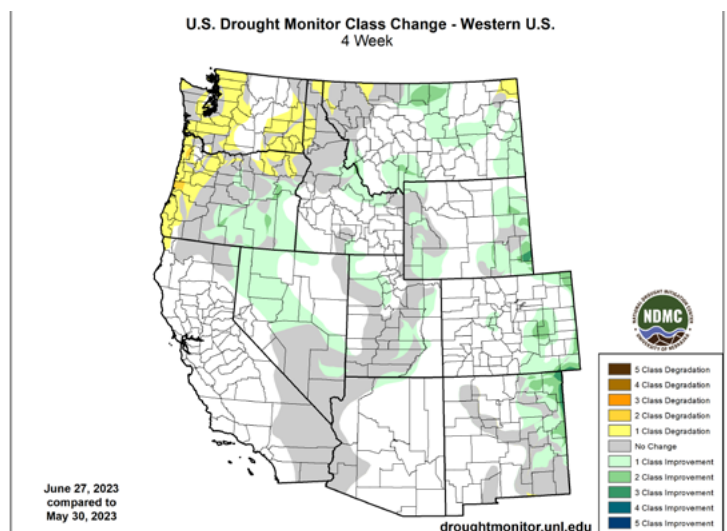 U.S. Drought Monitor Class Change - Western U.S.
4 Week
NDMC
5 Class Degradation
4 Class Degradation
3 Class Degradation
2 Class Degradation
1 Class Degradation
No Change
1 Class Improvement
2 Class Improvement
3 Class Improvement
4 Class Improvement
5 Class Improvement
June 27, 2023
compared to
May 30, 2023
droughtmonitor.unl.edu